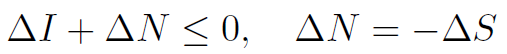 ΔI + ΔN ≤ 0,  ΔN = −ΔS